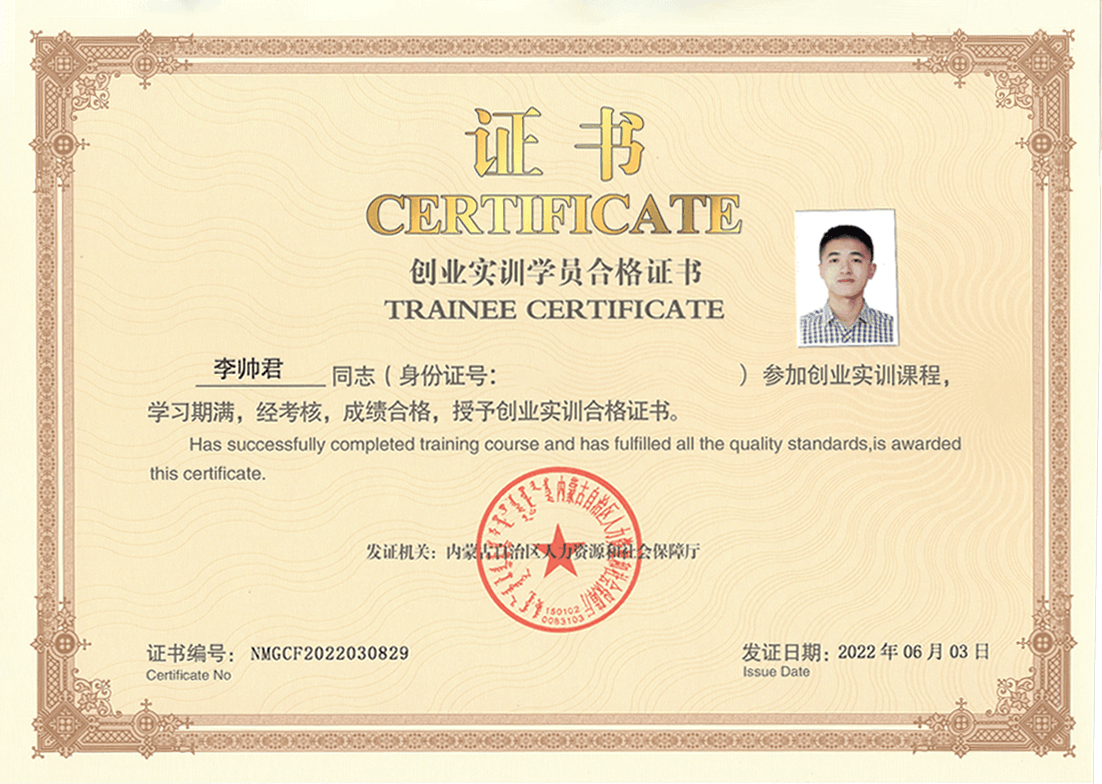 证书
CERTIFICATE
创业实训学员合格证书
TRAINEE CERTIFICATE
李帅君 同志（身份证号： ）参加创业实训课程，
学习期满，经考核，成绩合格，授予创业实训合格证书。
Has successfully completed training course and has fulfilled all the quality standards,is awarded
this certificate.
内蒙古自治区人力资源和社会保障厅
发证机关：内蒙古自治区人力资源和社会保障厅
150102
0083103
证书编号：NMGCF2022030829
Certificate No
发证日期：2022 年 06 月 03 日
Issue Date